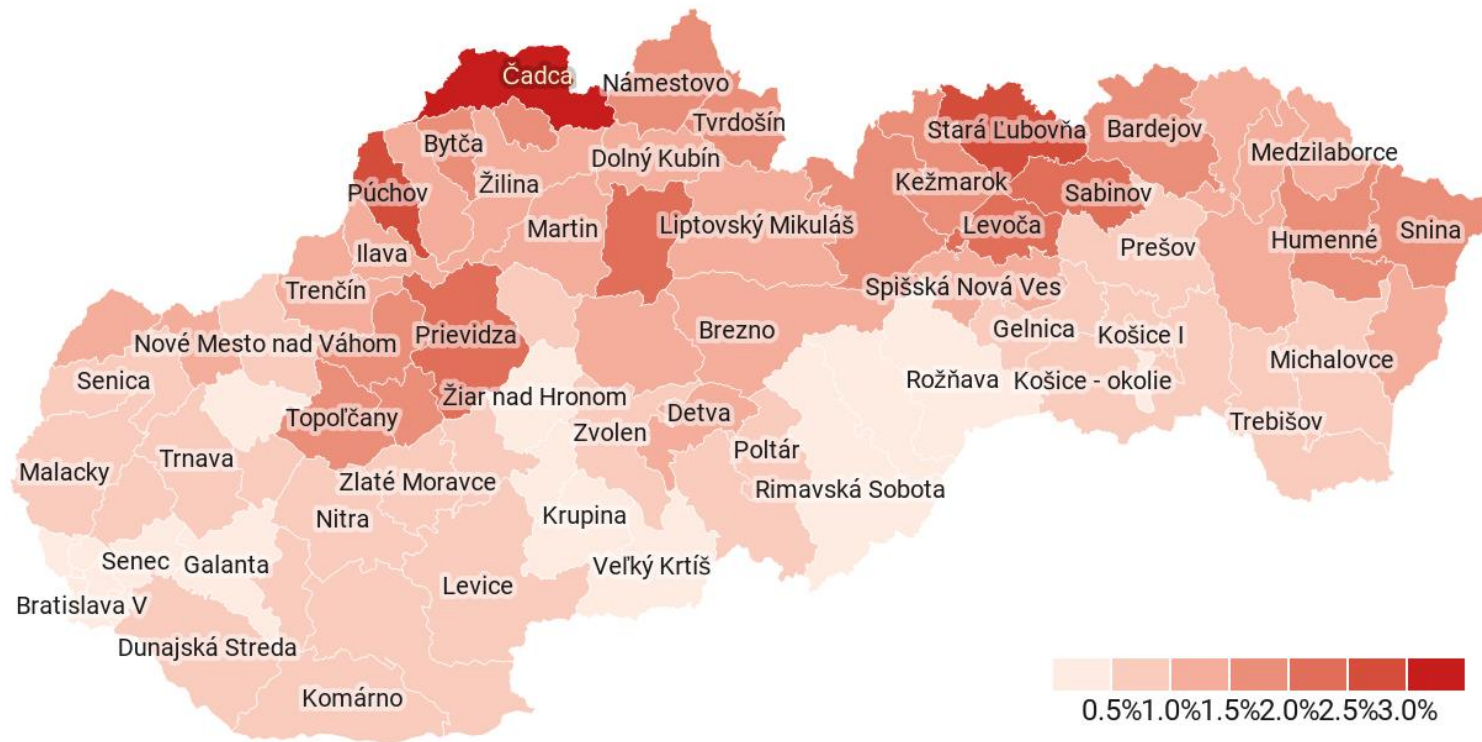 Čadca
Námestovo
Tvrdošín
Stará Ľubovňa
Bardejov
Bytča
Dolný Kubín
Medzilaborce
Žilina
Kežmarok
Sabinov
Púchov
Martin
Liptovský Mikuláš
Levoča
Snina
Ilava
Prešov
Humenné
Trenčín
Spišská Nová Ves
Nové Mesto nad Váhom
Prievidza
Brezno
Gelnica
Košice I
Michalovce
Senica
Rožňava
Košice - okolie
Žiar nad Hronom
Topoľčany
Detva
Zvolen
Trebišov
Poltár
Trnava
Malacky
Zlaté Moravce
Rimavská Sobota
Nitra
Krupina
Senec
Galanta
Veľký Krtíš
Levice
Bratislava V
Dunajská Streda
Komárno
0.5% 1.0% 1.5% 2.0% 2.5% 3.0%